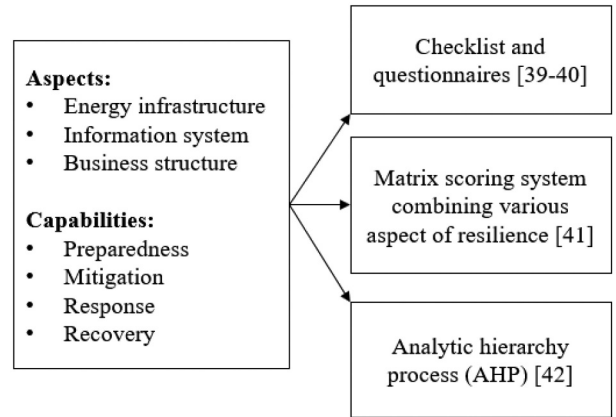 Aspects:
• Energy infrastructure
• Information system
• Business structure
Capabilities:
• Preparedness
• Mitigation
• Response
• Recovery
Checklist and
questionnaires [39-40]
Matrix scoring system
combining various
aspect of resilience [41]
Analytic hierarchy
process (AHP) [42]